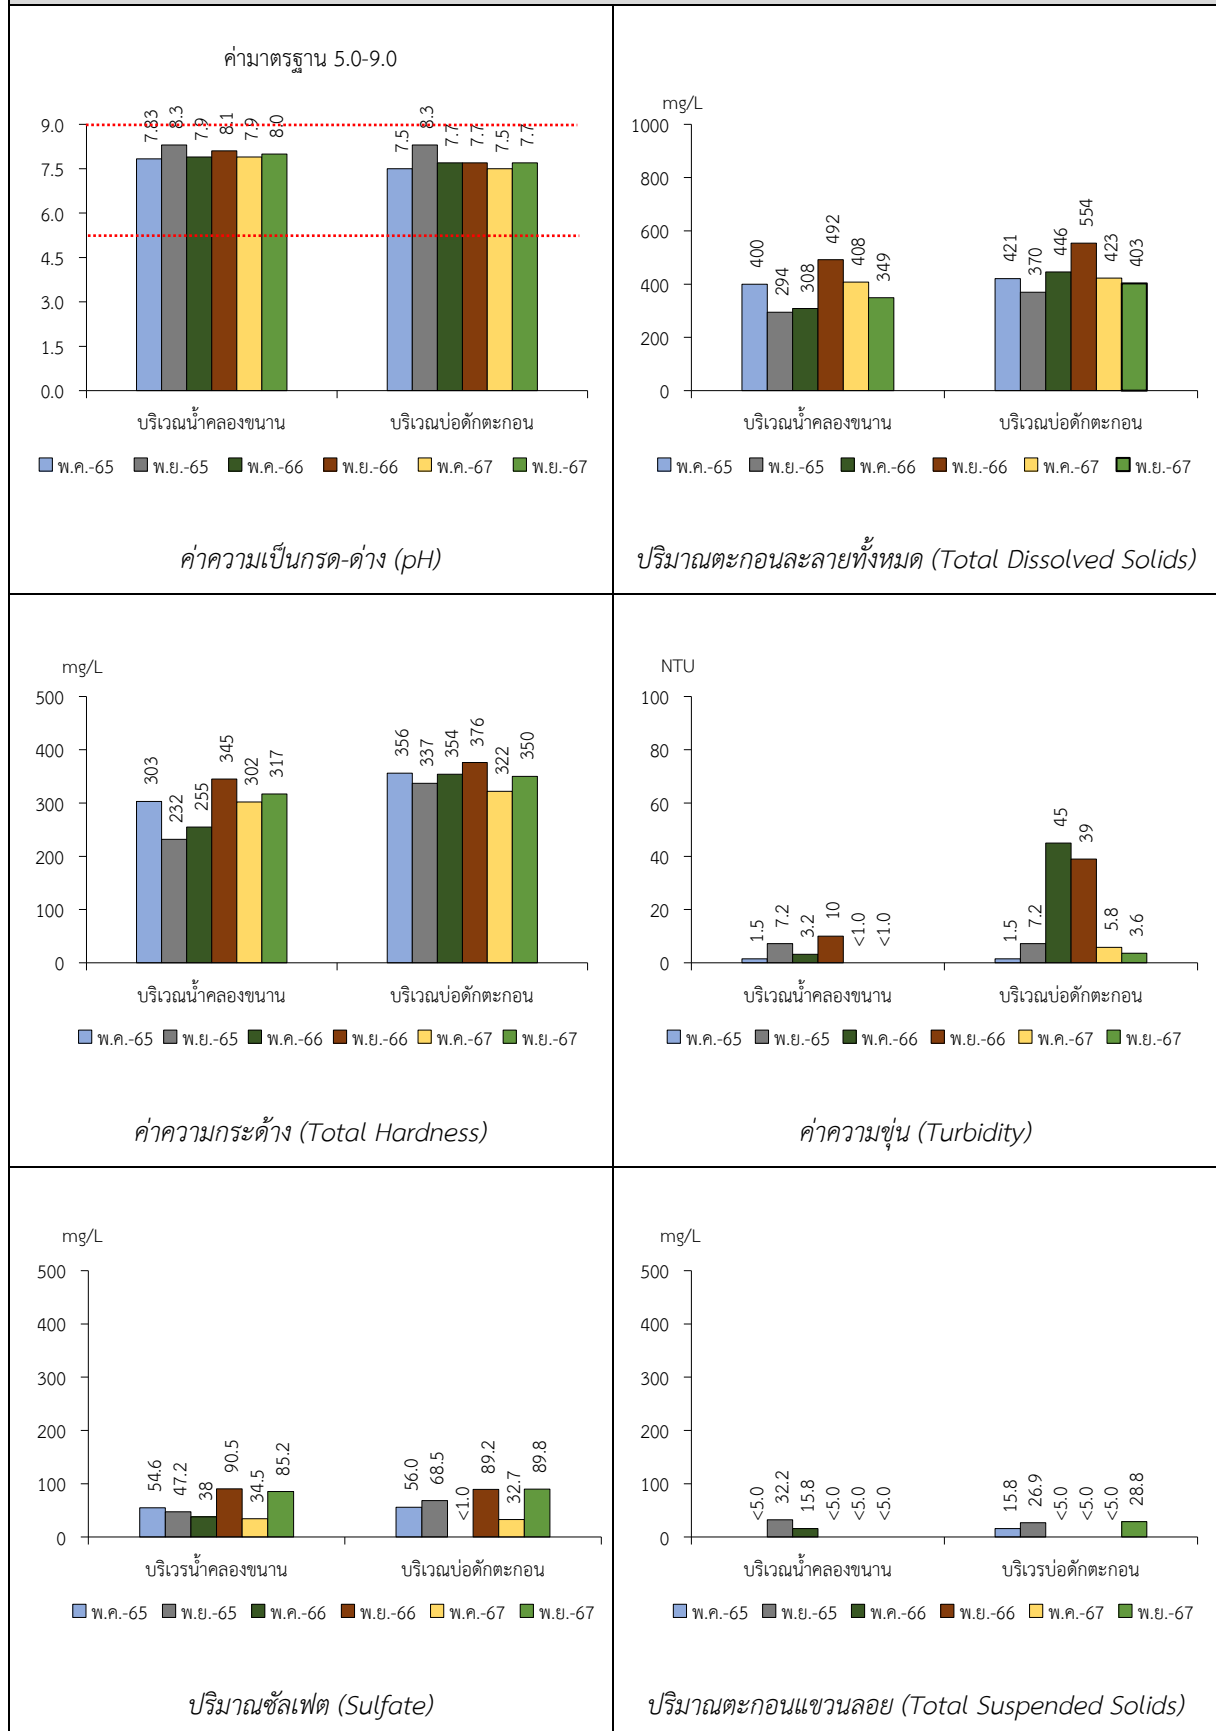 ค่ามาตรฐาน 5.0-9.0
9.0
7.5
6.0
4.5
3.0
1.5
0.0
7.83 8.3 7.9 8.1 7.9 8.0
7.5 8.3 7.7 7.7 7.5 7.7
บริเวณน้ำคลองขนาน บริเวณบ่อดักตะกอน
พ.ค.-65 พ.ย.-65 พ.ค.-66 พ.ย.-66 พ.ค.-67 พ.ย.-67
ค่าความเป็นกรด-ด่าง (pH)
mg/L
1000
800
600
400
200
0
400 294 308 492 408 349
421 370 446 554 423 403
บริเวณน้ำคลองขนาน บริเวณบ่อดักตะกอน
พ.ค.-65 พ.ย.-65 พ.ค.-66 พ.ย.-66 พ.ค.-67 พ.ย.-67
ปริมาณตะกอนละลายทั้งหมด (Total Dissolved Solids)
mg/L
500
400
300
200
100
0
303 232 255 345 302 317
356 337 354 376 322 350
บริเวณน้ำคลองขนาน บริเวณบ่อดักตะกอน
พ.ค.-65 พ.ย.-65 พ.ค.-66 พ.ย.-66 พ.ค.-67 พ.ย.-67
ค่าความกระด้าง (Total Hardness)
NTU
100
80
60
40
20
0
1.5 7.2 3.2 10 <1.0 <1.0
1.5 7.2 45 39 5.8 3.6
บริเวณน้ำคลองขนาน บริเวณบ่อดักตะกอน
พ.ค.-65 พ.ย.-65 พ.ค.-66 พ.ย.-66 พ.ค.-67 พ.ย.-67
ค่าความขุ่น (Turbidity)
mg/L
500
400
300
200
100
0
54.6 47.2 38 90.5 34.5 85.2
56.0 68.5 <1.0 89.2 32.7 89.8
บริเวรน้ำคลองขนาน บริเวณบ่อดักตะกอน
พ.ค.-65 พ.ย.-65 พ.ค.-66 พ.ย.-66 พ.ค.-67 พ.ย.-67
ปริมาณซัลเฟต (Sulfate)
mg/L
500
400
300
200
100
0
<5.0 32.2 15.8 <5.0 <5.0 <5.0
15.8 26.9 <5.0 <5.0 <5.0 28.8
บริเวณน้ำคลองขนาน บริเวรบ่อดักตะกอน
พ.ค.-65 พ.ย.-65 พ.ค.-66 พ.ย.-66 พ.ค.-67 พ.ย.-67
ปริมาณตะกอนแขวนลอย (Total Suspended Solids)